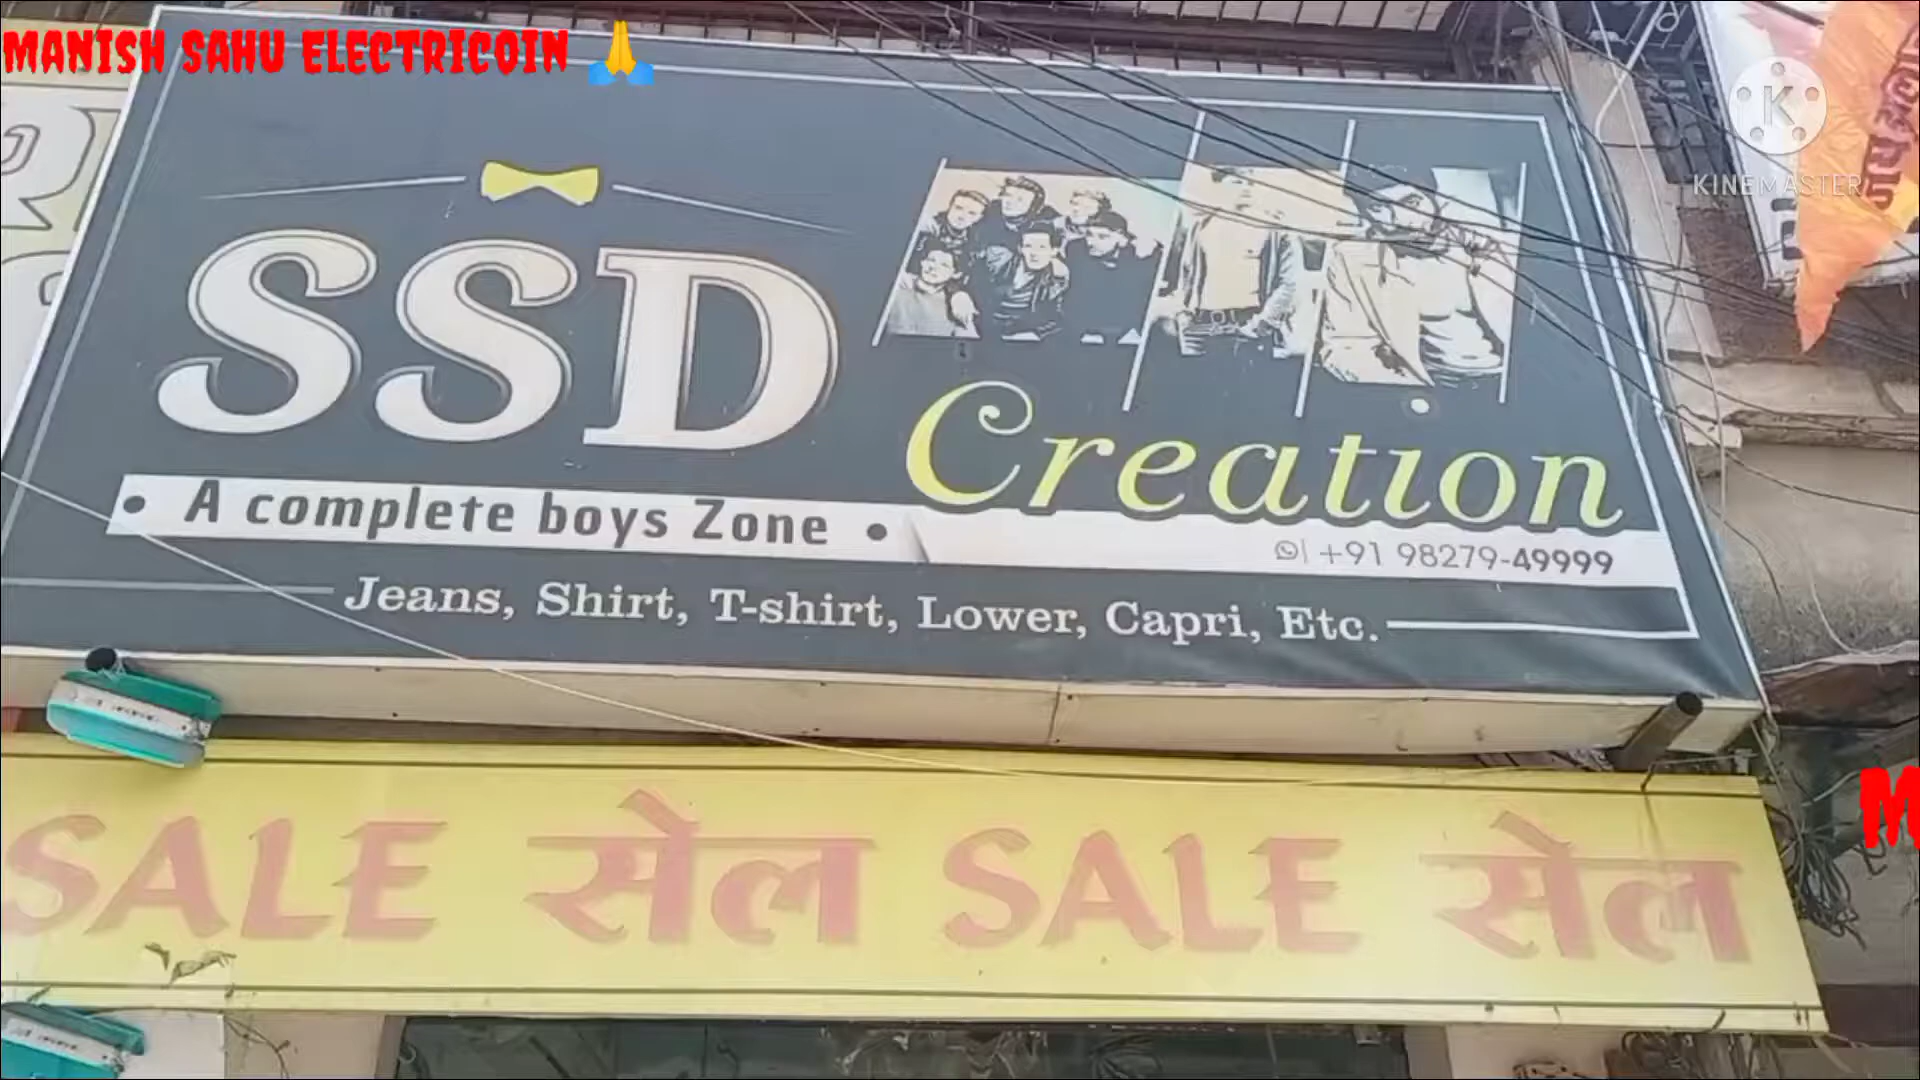 MANISH SAHU ELECTRICOIN 🙏
K
KINEMASTER
SSD
Creation
• A complete boys Zone •
+91 98279-49999
Jeans, Shirt, T-shirt, Lower, Capri, Etc.
M
SALE सेल SALE सेल